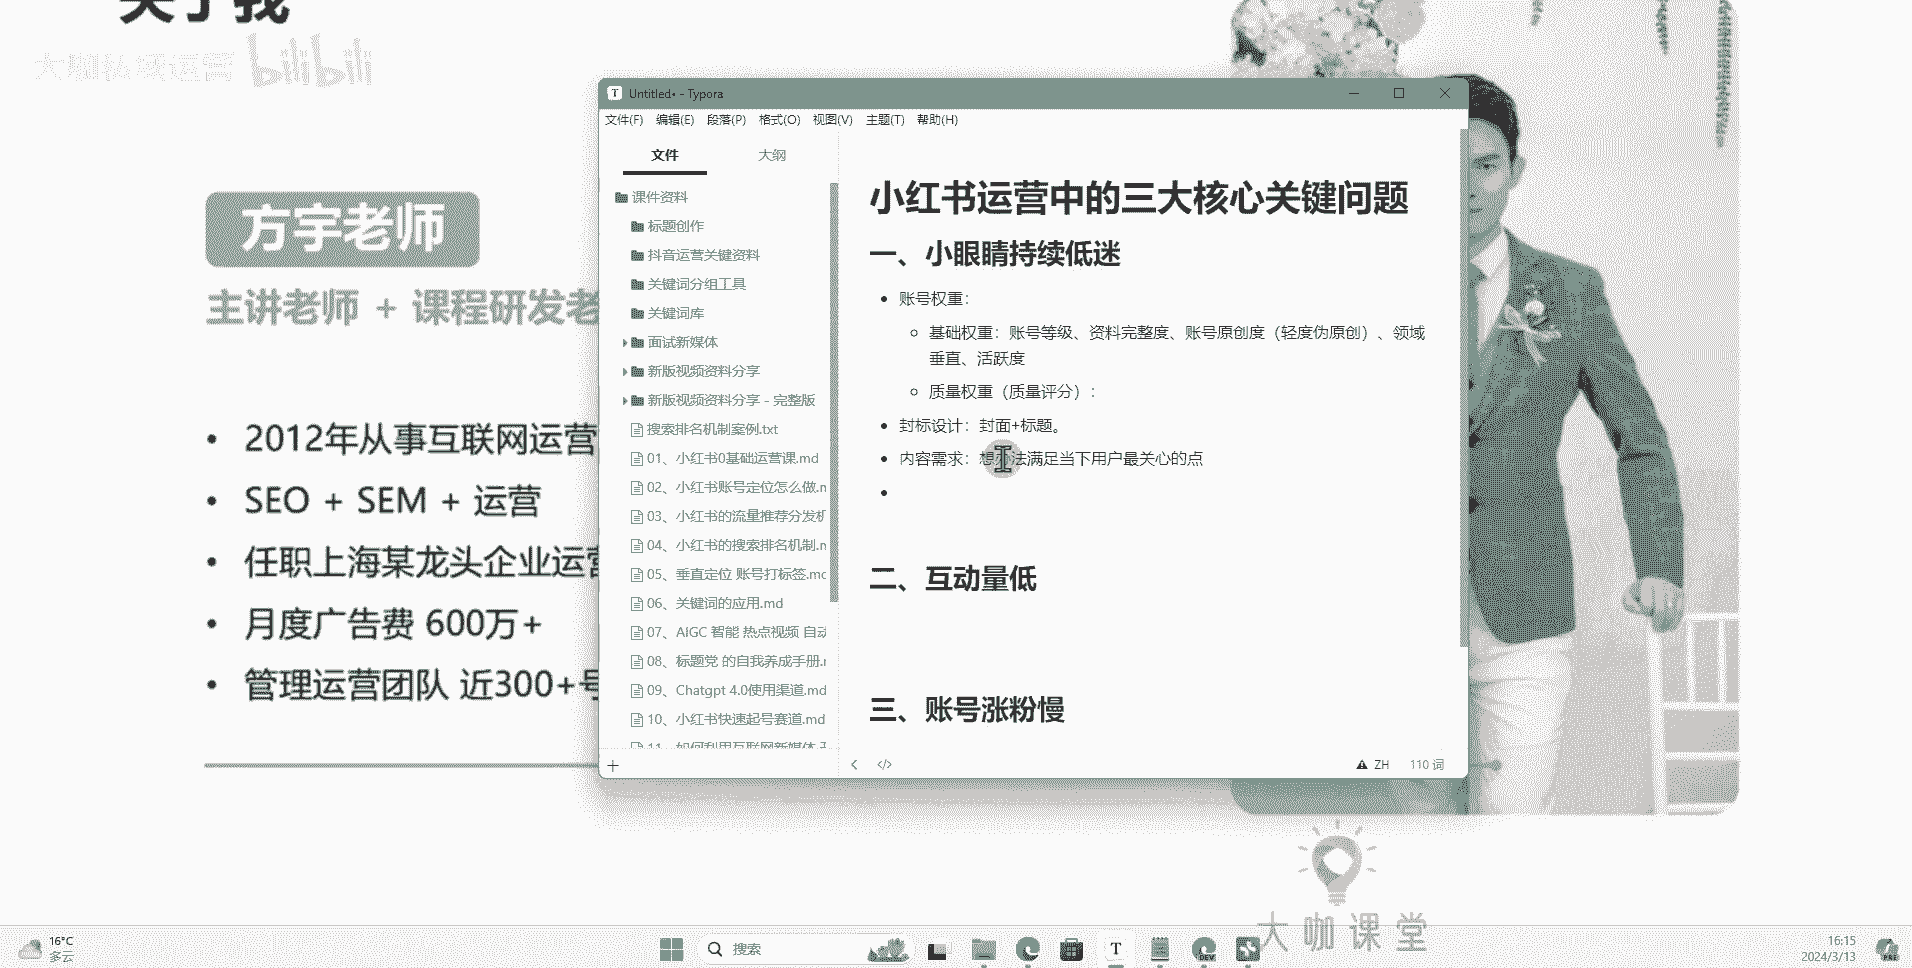 关于我
大咖私域运营 bilibili
方宇老师
主讲老师 + 课程研发老
2012年从事互联网运营
SEO + SEM + 运营
任职上海某龙头企业运营
月度广告费 600万+
管理运营团队 近300+号
T Untitled• - Typora
文件(F) 编辑(E) 段落(P) 格式(O) 视图(V) 主题(T) 帮助(H)
文件 大纲
课件资料
标题创作
抖音运营关键资料
关键词分组工具
关键词库
面试新媒体
新版视频资料分享
新版视频资料分享 - 完整版
搜索排名机制案例.txt
01、小红书0基础运营课.md
02、小红书账号定位怎么做.m
03、小红书的流量推荐分发机
04、小红书的搜索排名机制.m
05、垂直定位 账号打标签.md
06、关键词的应用.md
07、AIGC 智能 热点视频 自动
08、标题党 的自我养成手册.m
09、Chatgpt 4.0使用渠道.md
10、小红书快速起号赛道.md
11、如何利用互联网新媒体
小红书运营中的三大核心关键问题
一、小眼睛持续低迷
账号权重：
基础权重：账号等级、资料完整度、账号原创度（轻度伪原创）、领域
垂直、活跃度
质量权重（质量评分）：
封标设计：封面+标题。
内容需求：想办法满足当下用户最关心的点
二、互动量低
三、账号涨粉慢
ZH 110 词
大咖课堂
16°C
多云
搜索
T
DEV
16:15
2024/3/13
PRE